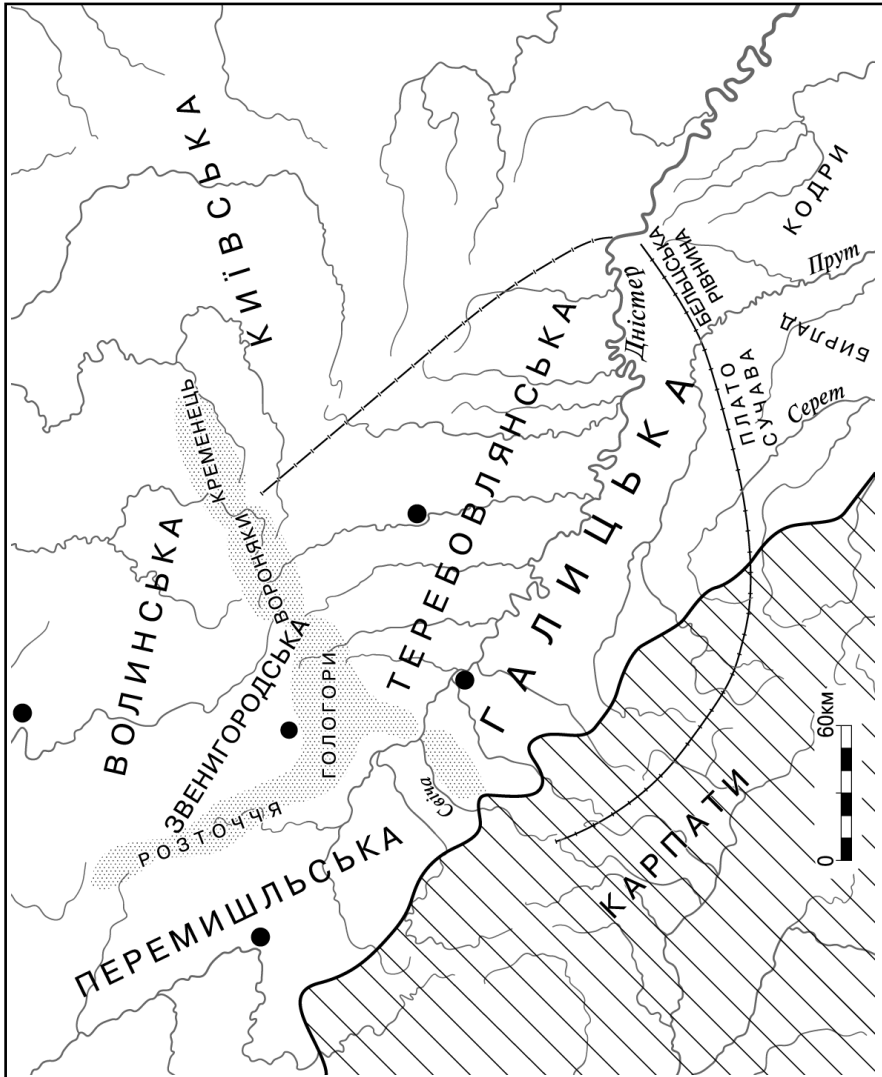 КИЇВСЬКА
КРЕМЕНЕЦЬ
ВОЛИНСЬКА
ВОРОНЯКИ
ЗВЕНИГОРОДСЬКА
ГОЛОГОРИ
РОЗТОЧЧЯ
ПЕРЕМИШЛЬСЬКА
ТЕРЕБОВЛЯНСЬКА
ГАЛИЦЬКА
Свіча
КАРПАТИ
Дністер
БЕЛЬЦСЬКА
РІВНИНА
КОДРИ
Прут
БИРЛАД
ПЛАТО
СУЧАВА
Серет
0 60км